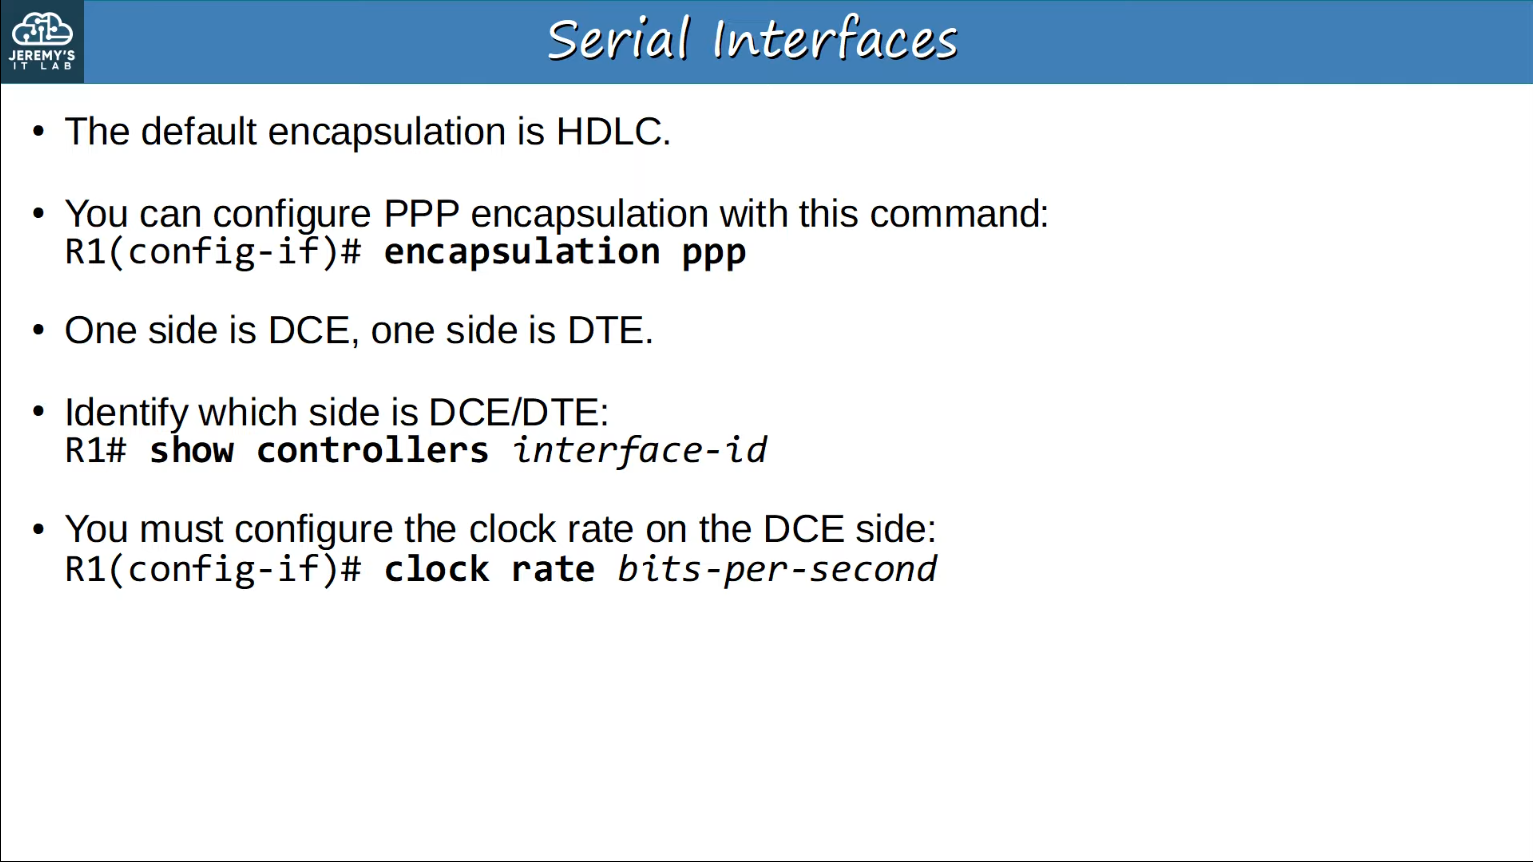 JEREMY'S
IT LAB
Serial Interfaces
• The default encapsulation is HDLC.
• You can configure PPP encapsulation with this command:
R1(config-if)# encapsulation ppp
• One side is DCE, one side is DTE.
• Identify which side is DCE/DTE:
R1# show controllers interface-id
• You must configure the clock rate on the DCE side:
R1(config-if)# clock rate bits-per-second